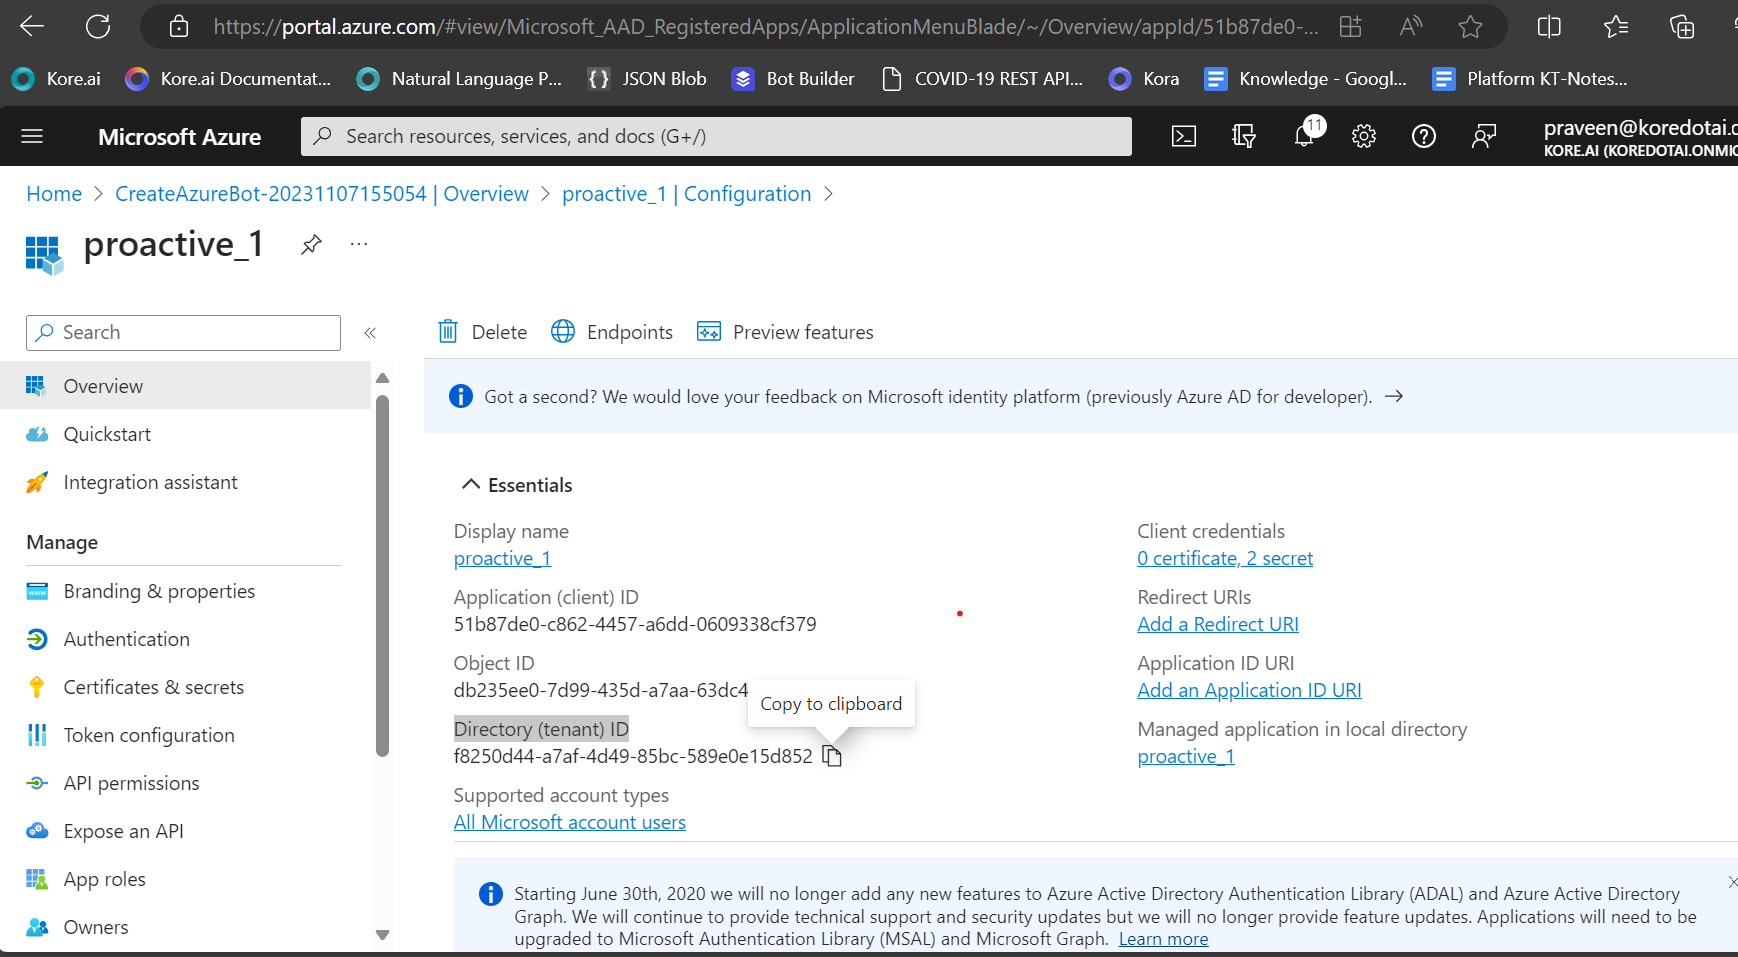 https://portal.azure.com/#view/Microsoft_AAD_RegisteredApps/ApplicationMenuBlade/~/Overview/appId/51b87de0-...
Kore.ai
Kore.ai Documentat...
Natural Language P...
JSON Blob
Bot Builder
COVID-19 REST API...
Kora
Knowledge - Googl...
Platform KT-Notes...
Microsoft Azure
Search resources, services, and docs (G+/)
11
praveen@koredotai.c
KORE.AI (KOREDOTAI.ONMIC
Home > CreateAzureBot-20231107155054 | Overview > proactive_1 | Configuration >
proactive_1
...
Search
«
Delete
Endpoints
Preview features
Overview
Quickstart
Integration assistant
Manage
Branding & properties
Authentication
Certificates & secrets
Token configuration
API permissions
Expose an API
App roles
Owners
Got a second? We would love your feedback on Microsoft identity platform (previously Azure AD for developer). →
Essentials
Display name
proactive_1
Application (client) ID
51b87de0-c862-4457-a6dd-0609338cf379
Object ID
db235ee0-7d99-435d-a7aa-63dc4
Copy to clipboard
Directory (tenant) ID
f8250d44-a7af-4d49-85bc-589e0e15d852
Supported account types
All Microsoft account users
Client credentials
0 certificate, 2 secret
Redirect URIs
Add a Redirect URI
Application ID URI
Add an Application ID URI
Managed application in local directory
proactive_1
Starting June 30th, 2020 we will no longer add any new features to Azure Active Directory Authentication Library (ADAL) and Azure Active Directory
Graph. We will continue to provide technical support and security updates but we will no longer provide feature updates. Applications will need to be
upgraded to Microsoft Authentication Library (MSAL) and Microsoft Graph. Learn more